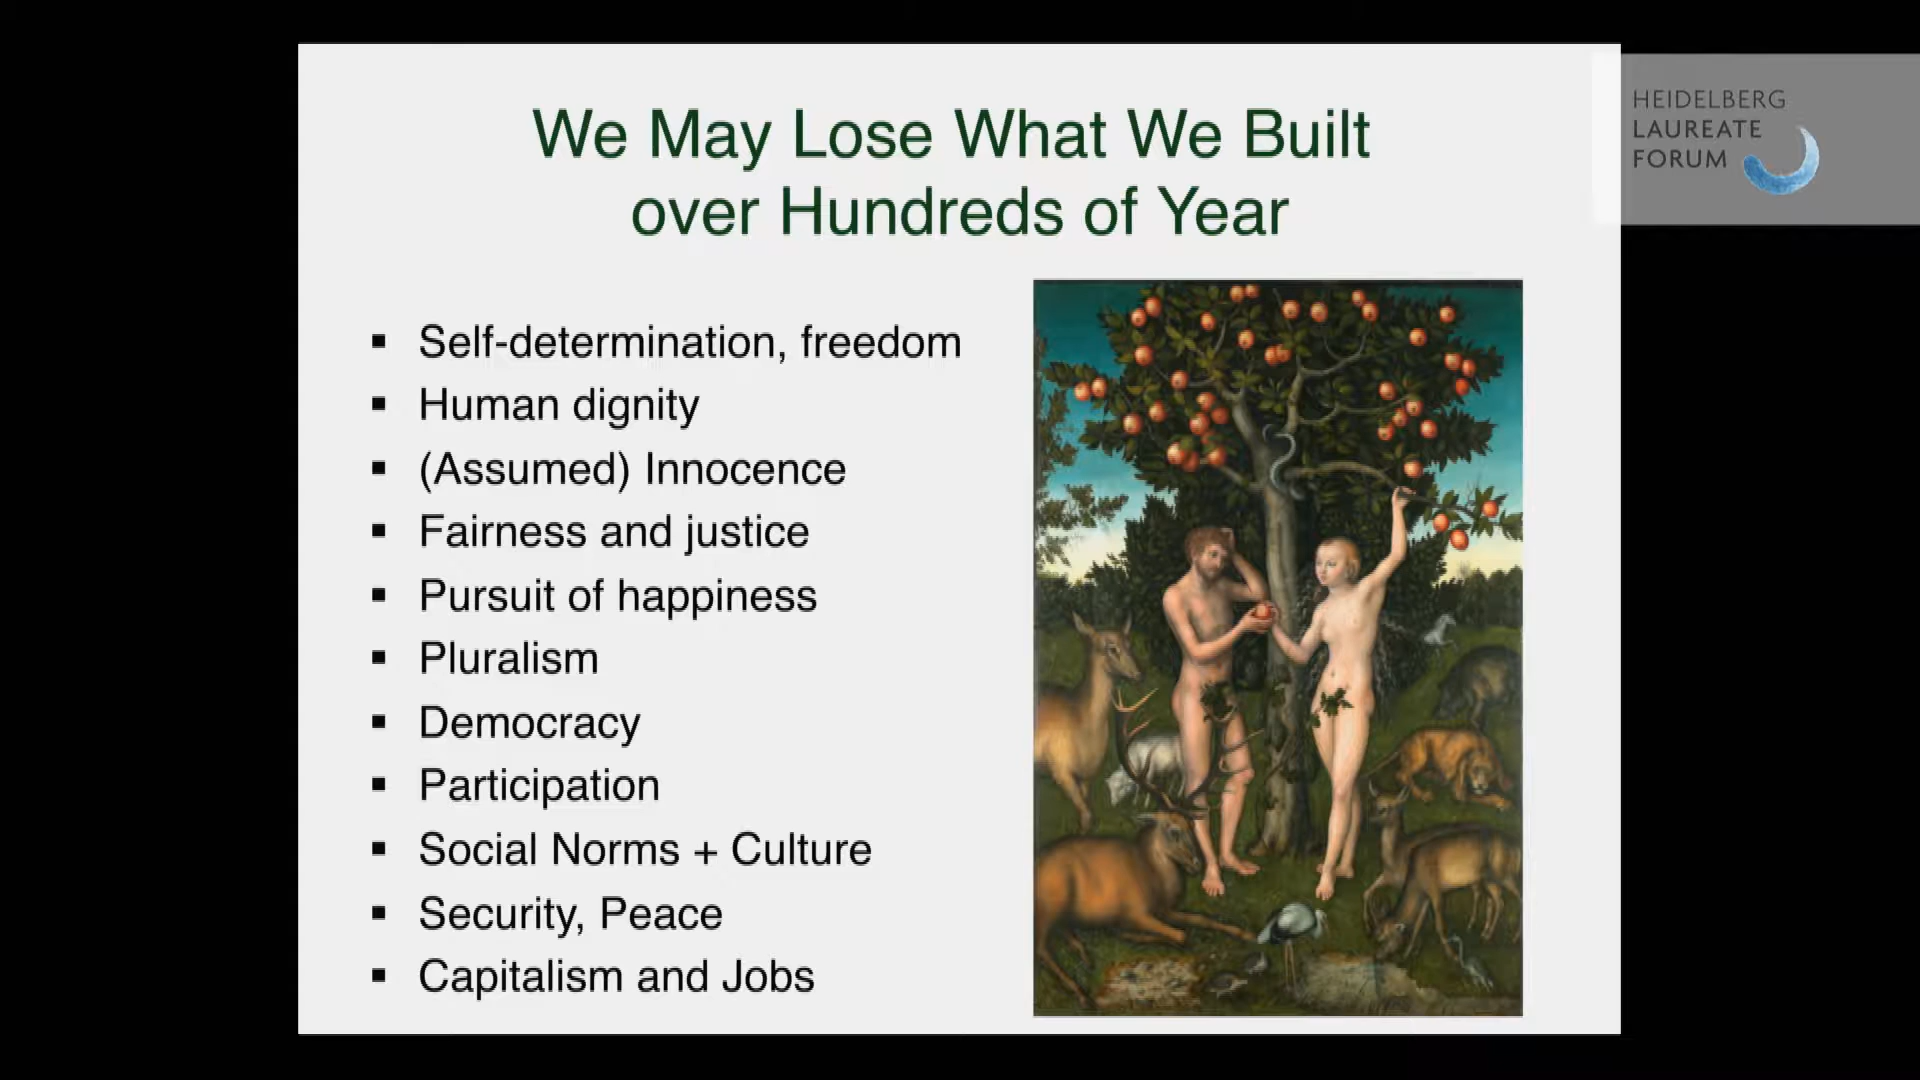 We May Lose What We Built
over Hundreds of Year
▪ Self-determination, freedom
▪ Human dignity
▪ (Assumed) Innocence
▪ Fairness and justice
▪ Pursuit of happiness
▪ Pluralism
▪ Democracy
▪ Participation
▪ Social Norms + Culture
▪ Security, Peace
▪ Capitalism and Jobs
HEIDELBERG
LAUREATE
FORUM